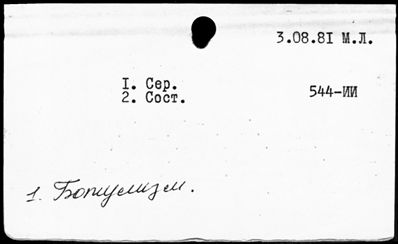 3.08.81 М.Л.
I. Сер.
2. Сост.
544-ИИ
1. Ботулизм.